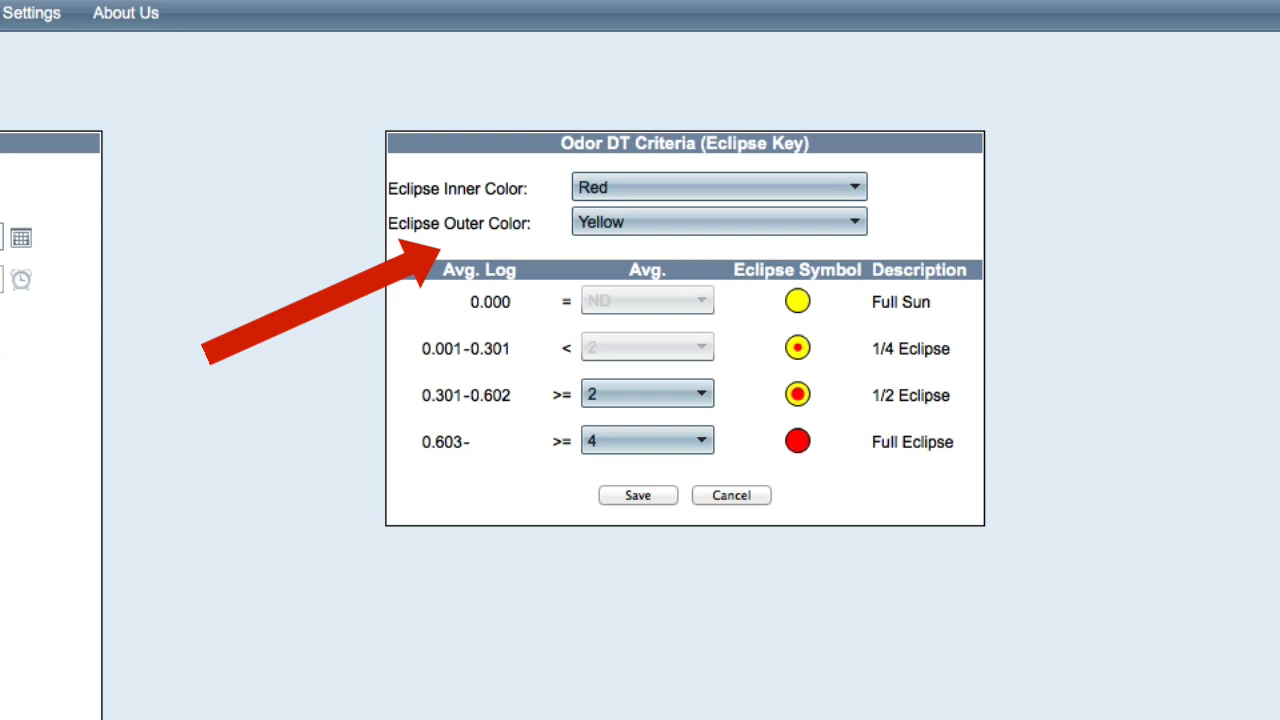 Settings About Us
Odor DT Criteria (Eclipse Key)
Eclipse Inner Color: Red
Eclipse Outer Color: Yellow
Avg. Log Avg. Eclipse Symbol Description
0.000 = ND Full Sun
0.001-0.301 < 2 1/4 Eclipse
0.301-0.602 >= 2 1/2 Eclipse
0.603- >= 4 Full Eclipse
Save Cancel